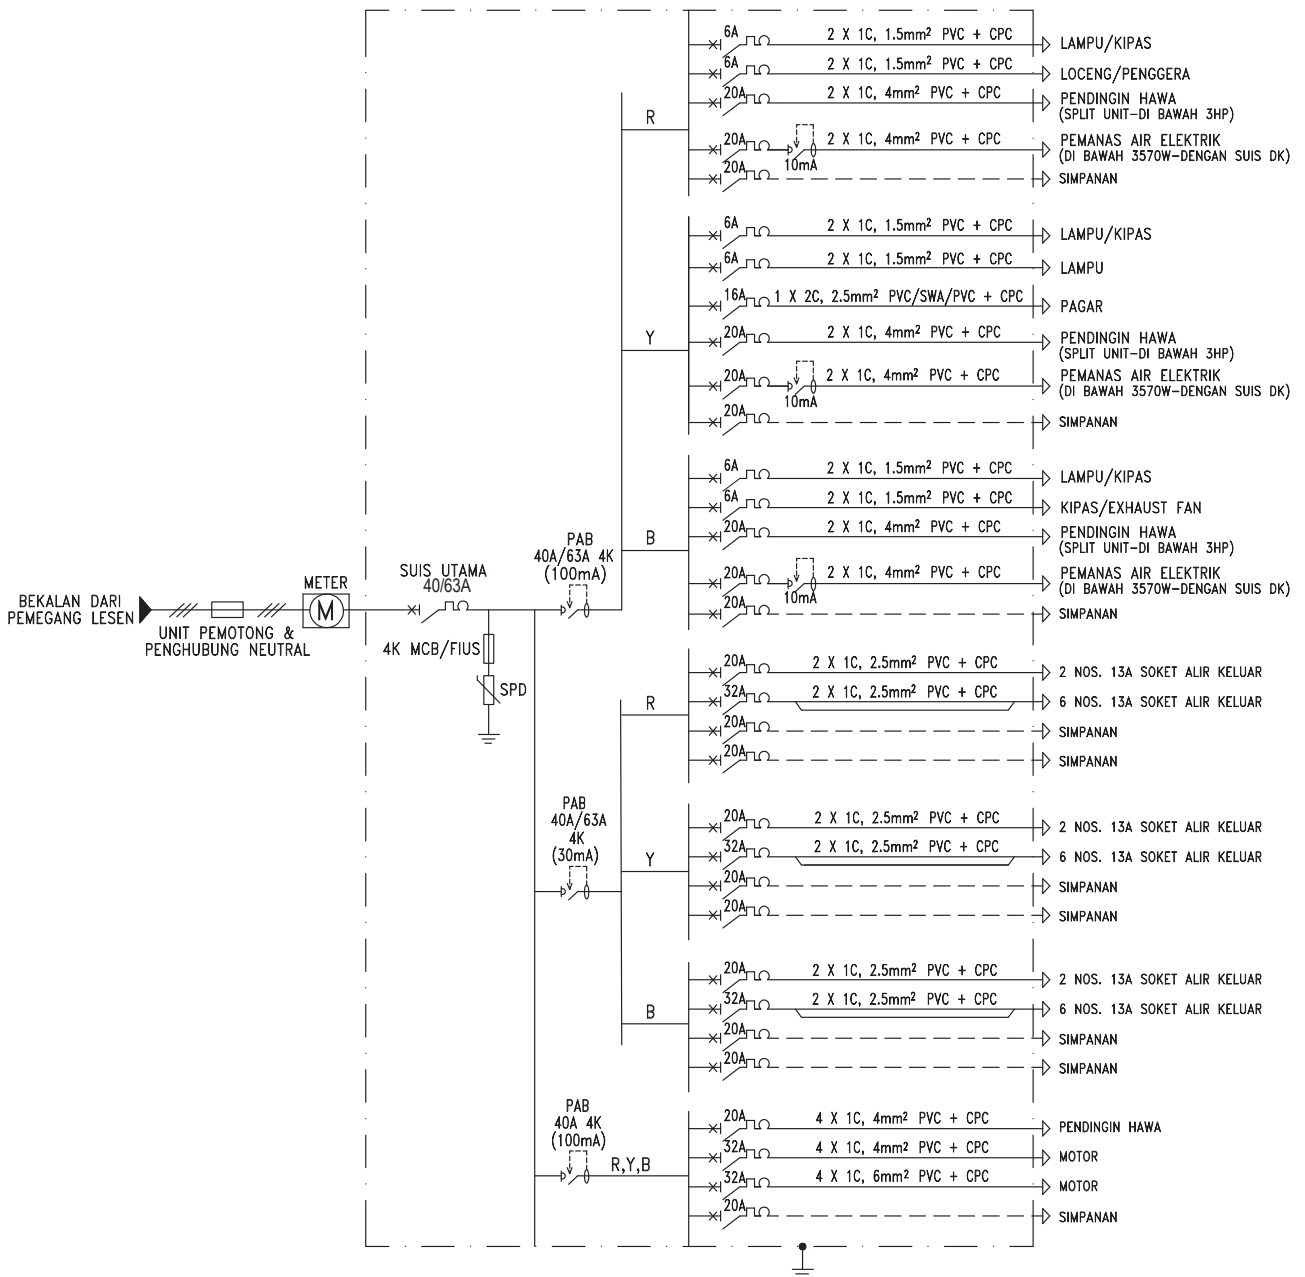 6A 2 X 1C, 1.5mm² PVC + CPC LAMPU/KIPAS
6A 2 X 1C, 1.5mm² PVC + CPC LOCENG/PENGGERA
20A 2 X 1C, 4mm² PVC + CPC PENDINGIN HAWA
(SPLIT UNIT-DI BAWAH 3HP)
R
20A 10mA 2 X 1C, 4mm² PVC + CPC PEMANAS AIR ELEKTRIK
(DI BAWAH 3570W-DENGAN SUIS DK)
20A SIMPANAN
6A 2 X 1C, 1.5mm² PVC + CPC LAMPU/KIPAS
6A 2 X 1C, 1.5mm² PVC + CPC LAMPU
16A 1 X 2C, 2.5mm² PVC/SWA/PVC + CPC PAGAR
Y
20A 2 X 1C, 4mm² PVC + CPC PENDINGIN HAWA
(SPLIT UNIT-DI BAWAH 3HP)
20A 10mA 2 X 1C, 4mm² PVC + CPC PEMANAS AIR ELEKTRIK
(DI BAWAH 3570W-DENGAN SUIS DK)
20A SIMPANAN
6A 2 X 1C, 1.5mm² PVC + CPC LAMPU/KIPAS
6A 2 X 1C, 1.5mm² PVC + CPC KIPAS/EXHAUST FAN
B
20A 2 X 1C, 4mm² PVC + CPC PENDINGIN HAWA
(SPLIT UNIT-DI BAWAH 3HP)
20A 10mA 2 X 1C, 4mm² PVC + CPC PEMANAS AIR ELEKTRIK
(DI BAWAH 3570W-DENGAN SUIS DK)
20A SIMPANAN
PAB
40A/63A 4K
(100mA)
SUIS UTAMA
40/63A
METER
M
BEKALAN DARI
PEMEGANG LESEN
UNIT PEMOTONG &
PENGHUBUNG NEUTRAL
4K MCB/FIUS
SPD
20A 2 X 1C, 2.5mm² PVC + CPC 2 NOS. 13A SOKET ALIR KELUAR
R
32A 2 X 1C, 2.5mm² PVC + CPC 6 NOS. 13A SOKET ALIR KELUAR
20A SIMPANAN
20A SIMPANAN
PAB
40A/63A
4K
(30mA)
20A 2 X 1C, 2.5mm² PVC + CPC 2 NOS. 13A SOKET ALIR KELUAR
Y
32A 2 X 1C, 2.5mm² PVC + CPC 6 NOS. 13A SOKET ALIR KELUAR
20A SIMPANAN
20A SIMPANAN
20A 2 X 1C, 2.5mm² PVC + CPC 2 NOS. 13A SOKET ALIR KELUAR
B
32A 2 X 1C, 2.5mm² PVC + CPC 6 NOS. 13A SOKET ALIR KELUAR
20A SIMPANAN
20A SIMPANAN
PAB
40A 4K
(100mA)
R,Y,B
20A 4 X 1C, 4mm² PVC + CPC PENDINGIN HAWA
32A 4 X 1C, 4mm² PVC + CPC MOTOR
32A 4 X 1C, 6mm² PVC + CPC MOTOR
20A SIMPANAN